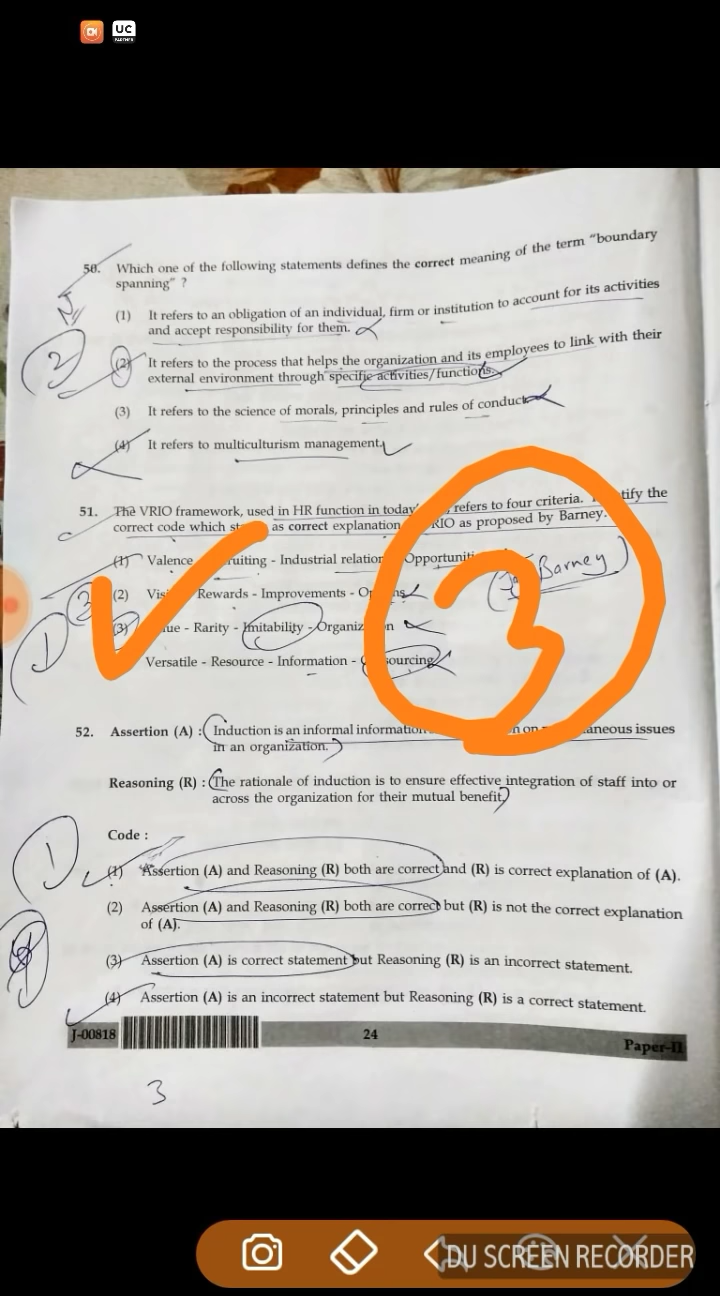 UC
PARTNER
50. Which one of the following statements defines the correct meaning of the term "boundary
spanning" ?
(1) It refers to an obligation of an individual, firm or institution to account for its activities
and accept responsibility for them.
2
(2) It refers to the process that helps the organization and its employees to link with their
external environment through specific activities/functions.
(3) It refers to the science of morals, principles and rules of conduct.
(4) It refers to multiculturism management.
51. The VRIO framework, used in HR function in today' refers to four criteria. tify the
correct code which st as correct explanation RIO as proposed by Barney.
(1) Valence ruiting - Industrial relation Opportuniti
Barney
3
(2) Vis Rewards - Improvements - Op ns
(3) ue - Rarity - Imitability - Organiz n
1
Versatile - Resource - Information - sourcing
52. Assertion (A) : Induction is an informal information n on aneous issues
in an organization.
Reasoning (R) : The rationale of induction is to ensure effective integration of staff into or
across the organization for their mutual benefit.
Code :
1
(1) Assertion (A) and Reasoning (R) both are correct and (R) is correct explanation of (A).
(2) Assertion (A) and Reasoning (R) both are correct but (R) is not the correct explanation
of (A).
(3) Assertion (A) is correct statement but Reasoning (R) is an incorrect statement.
(4) Assertion (A) is an incorrect statement but Reasoning (R) is a correct statement.
J-00818 24 Paper-II
3
DU SCREEN RECORDER